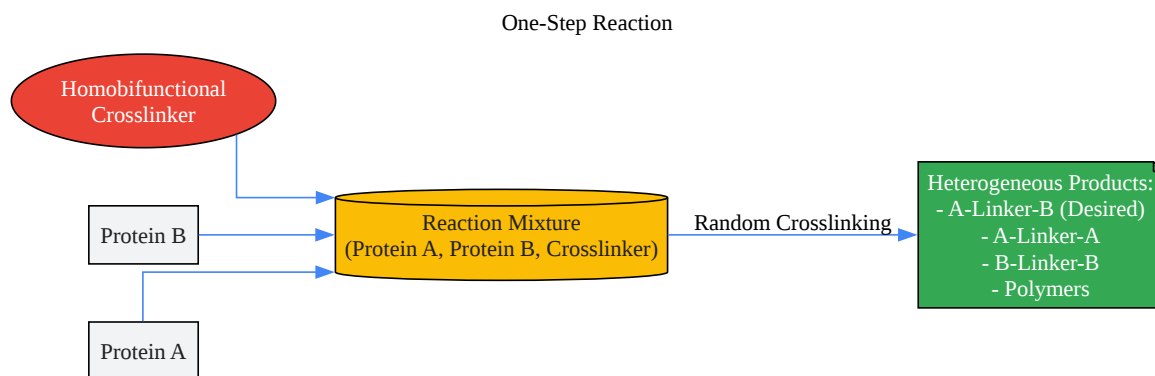 One-Step Reaction
Homobifunctional
Crosslinker
Protein B
Protein A
Reaction Mixture
(Protein A, Protein B, Crosslinker)
Random Crosslinking
Heterogeneous Products:
- A-Linker-B (Desired)
- A-Linker-A
- B-Linker-B
- Polymers